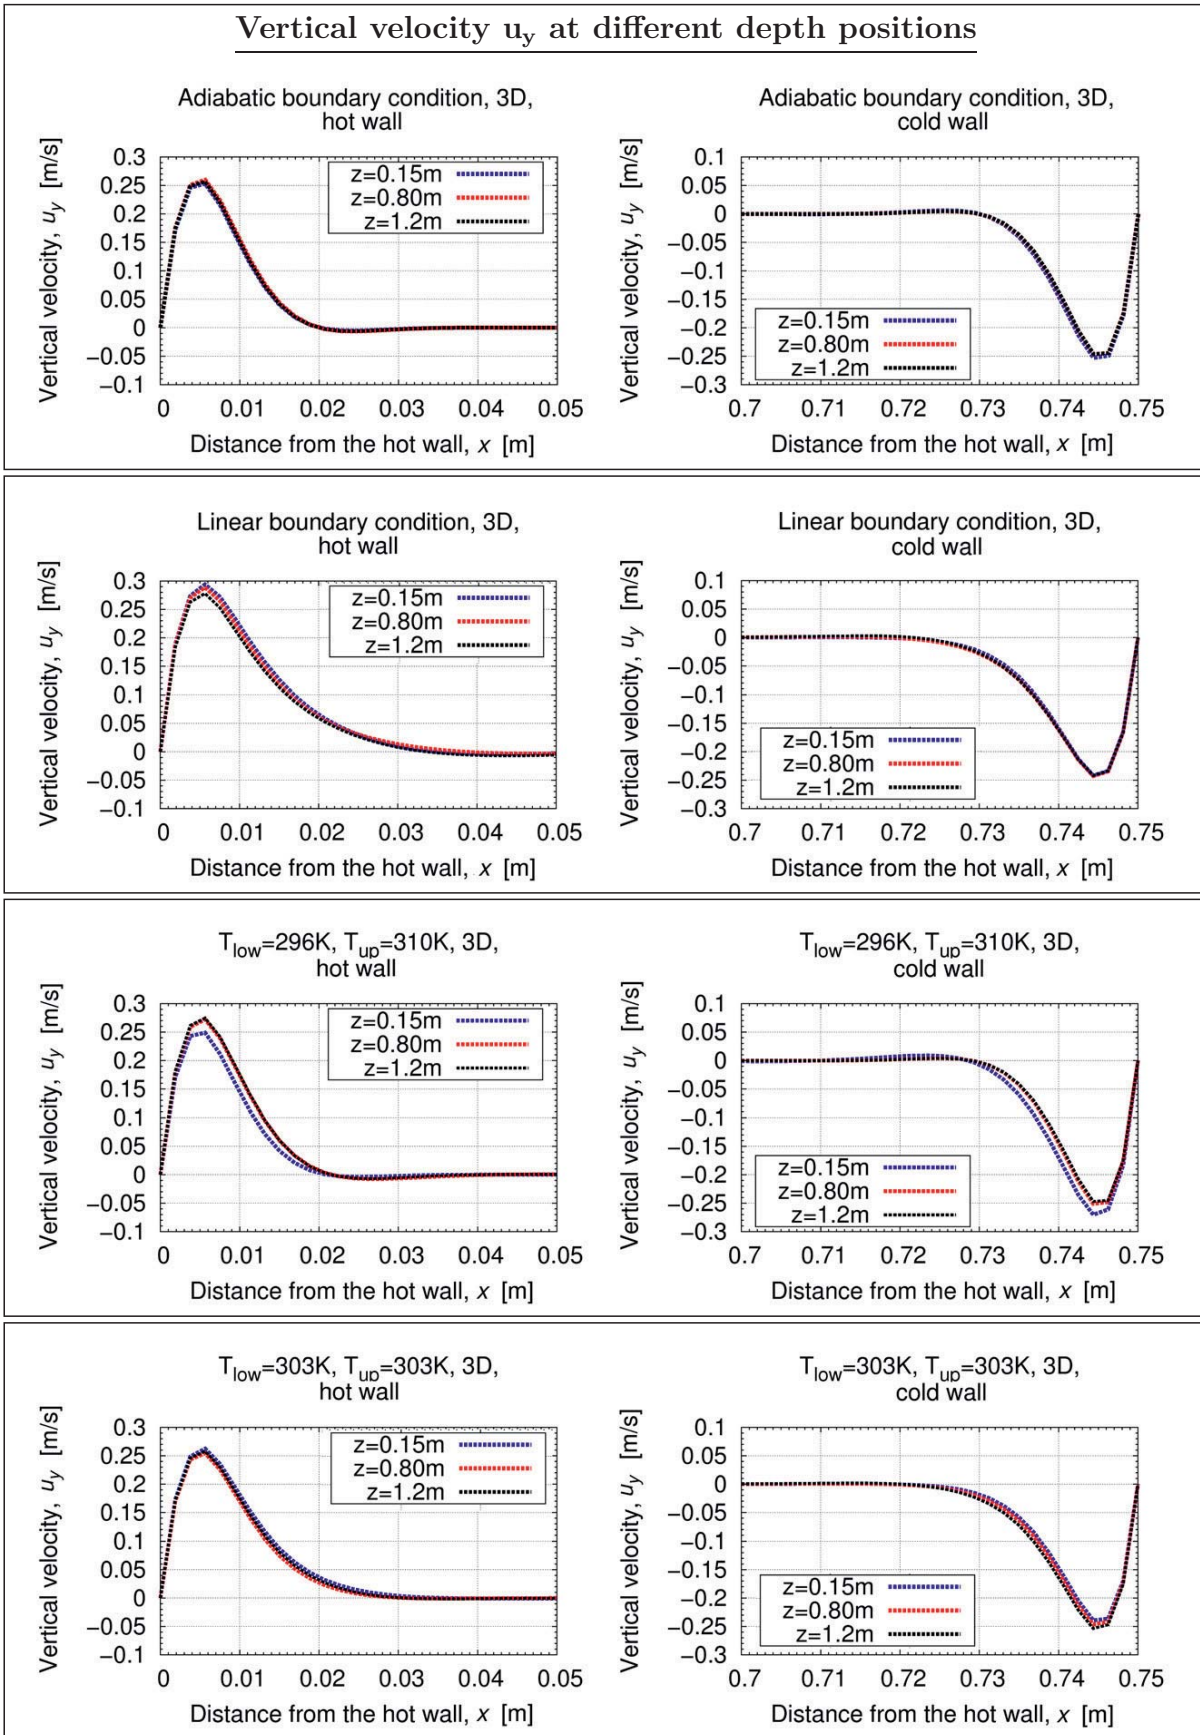 Vertical velocity u_y at different depth positions
Adiabatic boundary condition, 3D,
hot wall
Vertical velocity, u_y [m/s]
0.3
0.25
0.2
0.15
0.1
0.05
0
−0.05
−0.1
z=0.15m
z=0.80m
z=1.2m
0 0.01 0.02 0.03 0.04 0.05
Distance from the hot wall, x [m]
Adiabatic boundary condition, 3D,
cold wall
Vertical velocity, u_y [m/s]
0.1
0.05
0
−0.05
−0.1
−0.15
−0.2
−0.25
−0.3
z=0.15m
z=0.80m
z=1.2m
0.7 0.71 0.72 0.73 0.74 0.75
Distance from the hot wall, x [m]
Linear boundary condition, 3D,
hot wall
Vertical velocity, u_y [m/s]
0.3
0.25
0.2
0.15
0.1
0.05
0
−0.05
−0.1
z=0.15m
z=0.80m
z=1.2m
0 0.01 0.02 0.03 0.04 0.05
Distance from the hot wall, x [m]
Linear boundary condition, 3D,
cold wall
Vertical velocity, u_y [m/s]
0.1
0.05
0
−0.05
−0.1
−0.15
−0.2
−0.25
−0.3
z=0.15m
z=0.80m
z=1.2m
0.7 0.71 0.72 0.73 0.74 0.75
Distance from the hot wall, x [m]
T_low=296K, T_up=310K, 3D,
hot wall
Vertical velocity, u_y [m/s]
0.3
0.25
0.2
0.15
0.1
0.05
0
−0.05
−0.1
z=0.15m
z=0.80m
z=1.2m
0 0.01 0.02 0.03 0.04 0.05
Distance from the hot wall, x [m]
T_low=296K, T_up=310K, 3D,
cold wall
Vertical velocity, u_y [m/s]
0.1
0.05
0
−0.05
−0.1
−0.15
−0.2
−0.25
−0.3
z=0.15m
z=0.80m
z=1.2m
0.7 0.71 0.72 0.73 0.74 0.75
Distance from the hot wall, x [m]
T_low=303K, T_up=303K, 3D,
hot wall
Vertical velocity, u_y [m/s]
0.3
0.25
0.2
0.15
0.1
0.05
0
−0.05
−0.1
z=0.15m
z=0.80m
z=1.2m
0 0.01 0.02 0.03 0.04 0.05
Distance from the hot wall, x [m]
T_low=303K, T_up=303K, 3D,
cold wall
Vertical velocity, u_y [m/s]
0.1
0.05
0
−0.05
−0.1
−0.15
−0.2
−0.25
−0.3
z=0.15m
z=0.80m
z=1.2m
0.7 0.71 0.72 0.73 0.74 0.75
Distance from the hot wall, x [m]